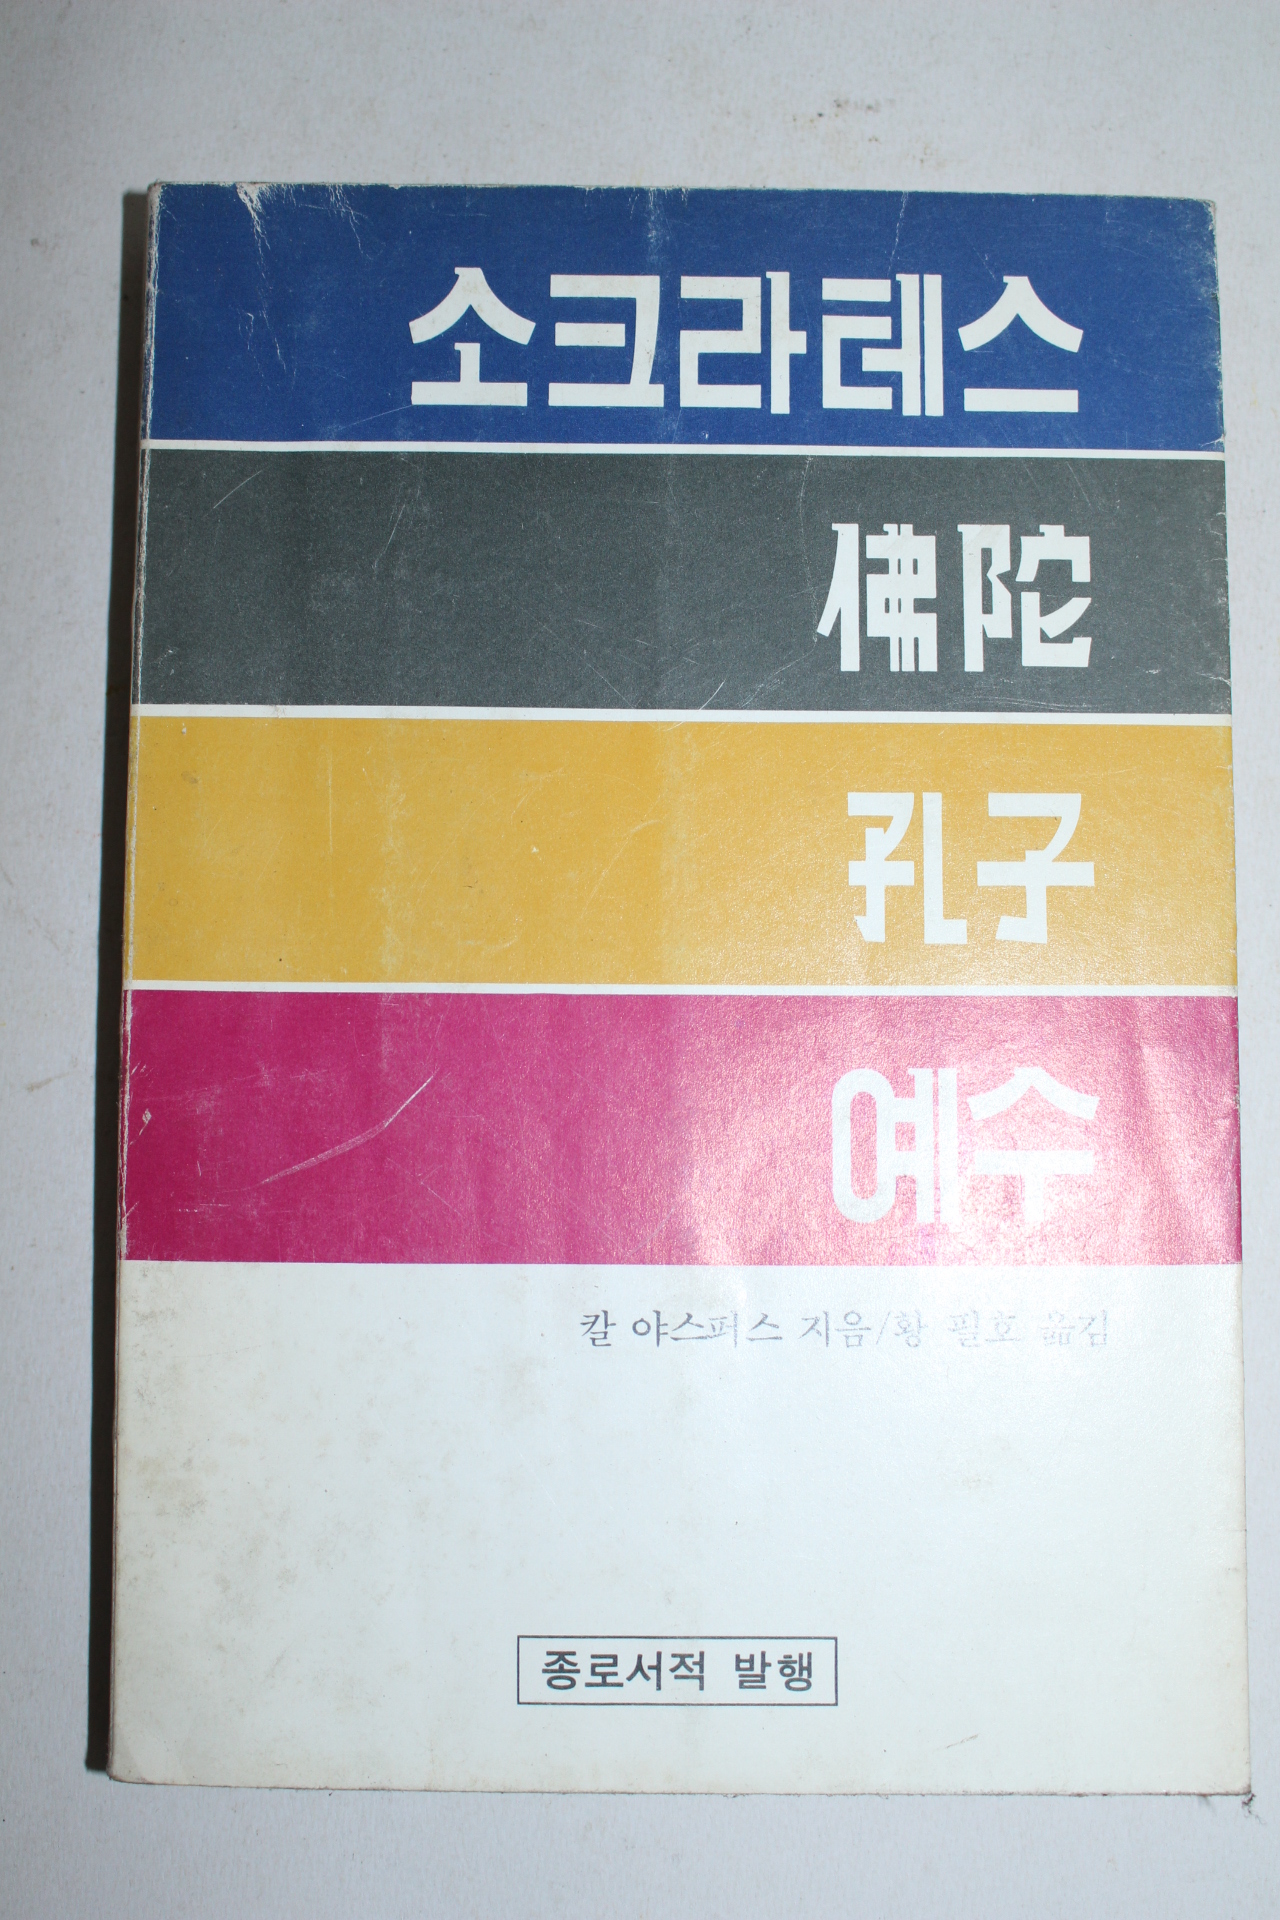 소크라테스
佛陀
孔子
예수
칼 야스퍼스 지음/황 필호 옮김
종로서적 발행